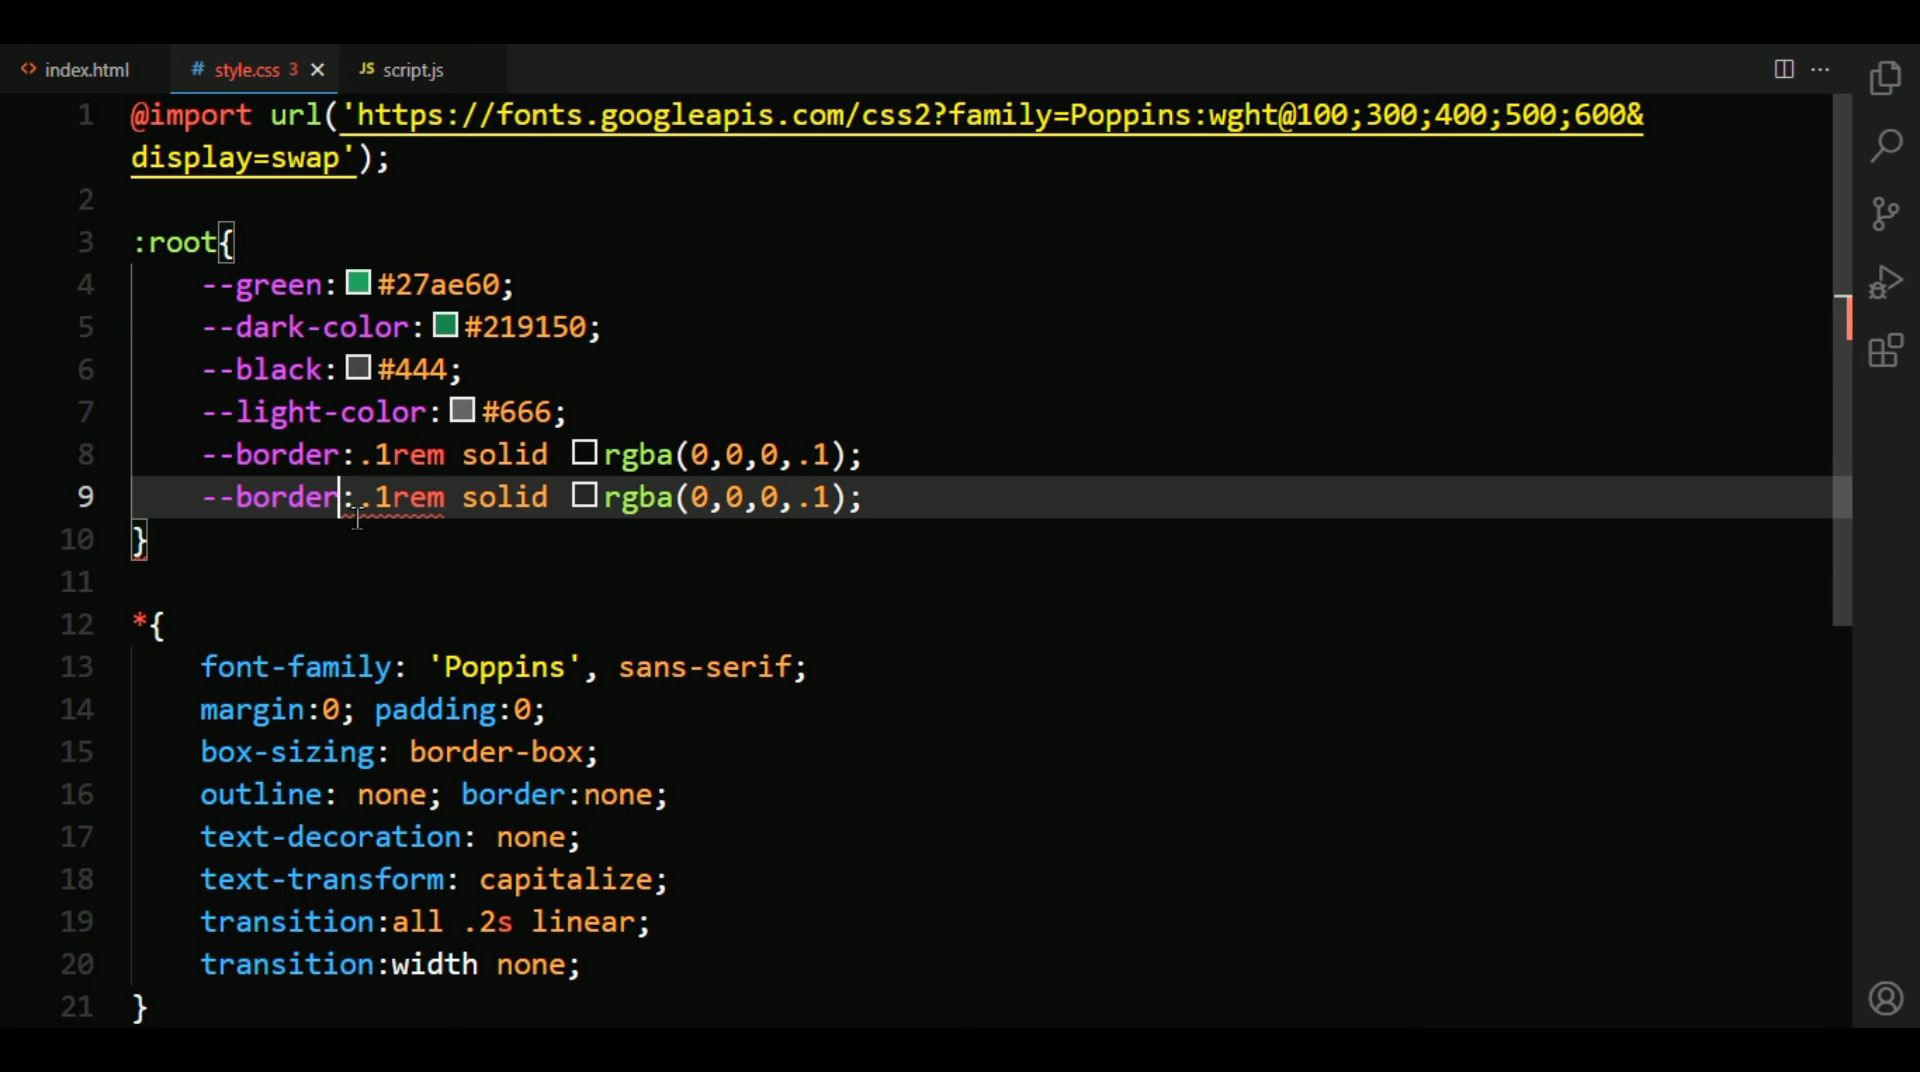 index.html
style.css 3
JS script.js
1 @import url('https://fonts.googleapis.com/css2?family=Poppins:wght@100;300;400;500;600&
display=swap');
2
3 :root{
4 --green:#27ae60;
5 --dark-color:#219150;
6 --black:#444;
7 --light-color:#666;
8 --border:.1rem solid rgba(0,0,0,.1);
9 --border:.1rem solid rgba(0,0,0,.1);
10 }
11
12 *{
13 font-family: 'Poppins', sans-serif;
14 margin:0; padding:0;
15 box-sizing: border-box;
16 outline: none; border:none;
17 text-decoration: none;
18 text-transform: capitalize;
19 transition:all .2s linear;
20 transition:width none;
21 }